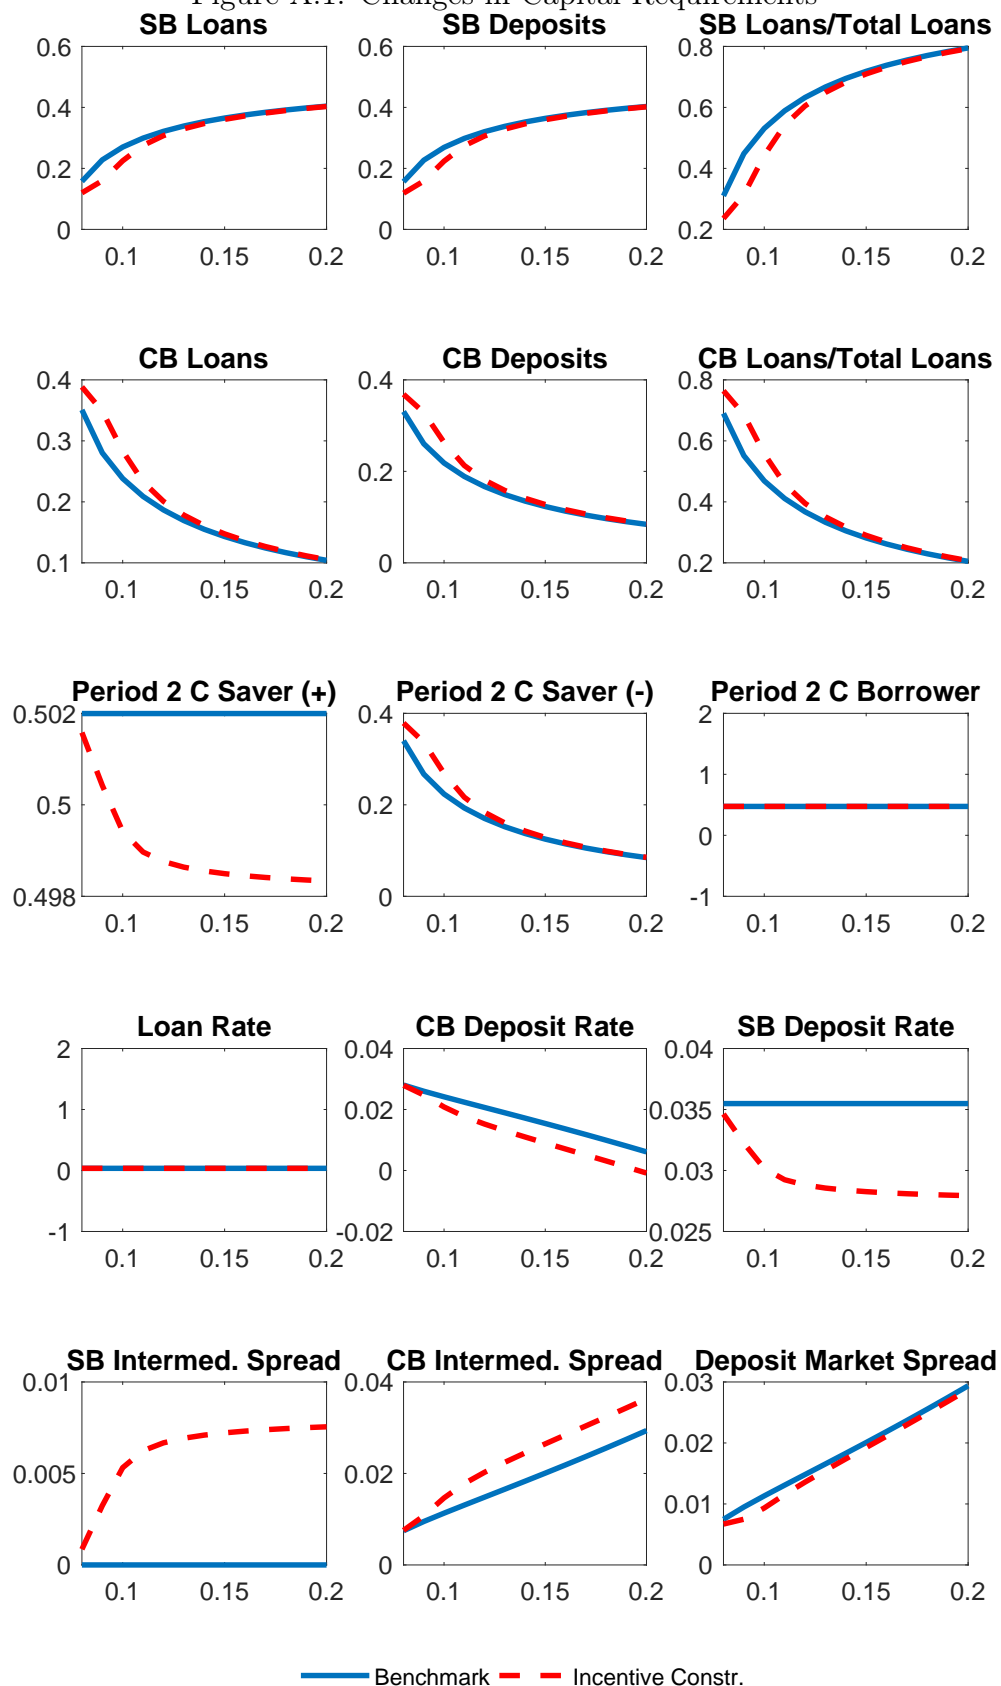 Figure A.1: Changes in Capital Requirements
SB Loans SB Deposits SB Loans/Total Loans
0.6 0.6 0.8
0.4 0.4 0.6
0.2 0.2 0.4
0 0 0.2
0.1 0.15 0.2 0.1 0.15 0.2 0.1 0.15 0.2
CB Loans CB Deposits CB Loans/Total Loans
0.4 0.4 0.8
0.3 0.6
0.2 0.2 0.4
0.1 0 0.2
0.1 0.15 0.2 0.1 0.15 0.2 0.1 0.15 0.2
Period 2 C Saver (+) Period 2 C Saver (-) Period 2 C Borrower
0.502 0.4 2
1
0.5 0.2
0
0.498 0 -1
0.1 0.15 0.2 0.1 0.15 0.2 0.1 0.15 0.2
Loan Rate CB Deposit Rate SB Deposit Rate
2 0.04 0.04
1 0.02 0.035
0 0 0.03
-1 -0.02 0.025
0.1 0.15 0.2 0.1 0.15 0.2 0.1 0.15 0.2
SB Intermed. Spread CB Intermed. Spread Deposit Market Spread
0.01 0.04 0.03
0.02
0.005 0.02
0.01
0 0 0
0.1 0.15 0.2 0.1 0.15 0.2 0.1 0.15 0.2
Benchmark Incentive Constr.